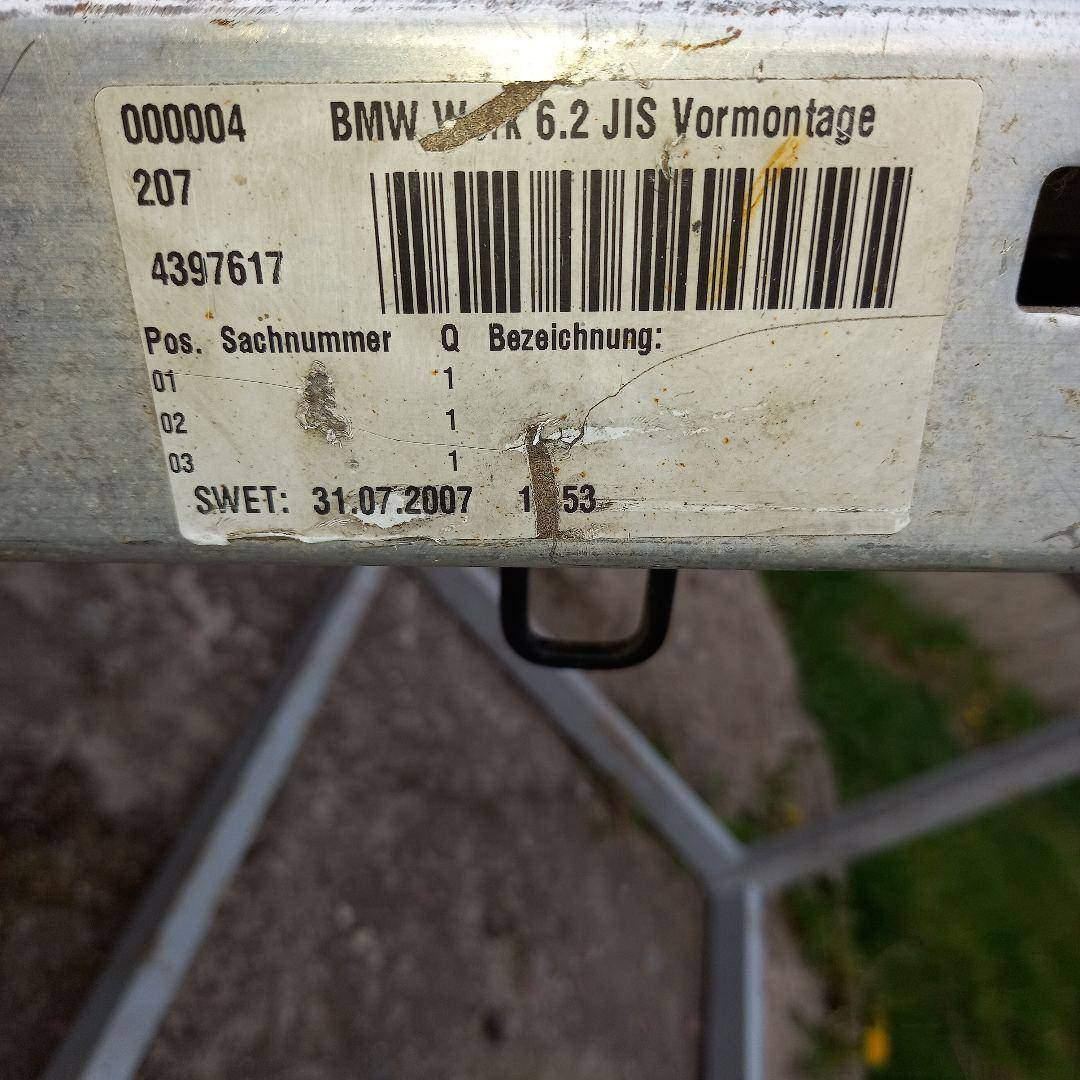 000004 BMW Werk 6.2 JIS Vormontage
207
4397617
Pos. Sachnummer Q Bezeichnung:
01 1
02 1
03 1
SWET: 31.07.2007 53